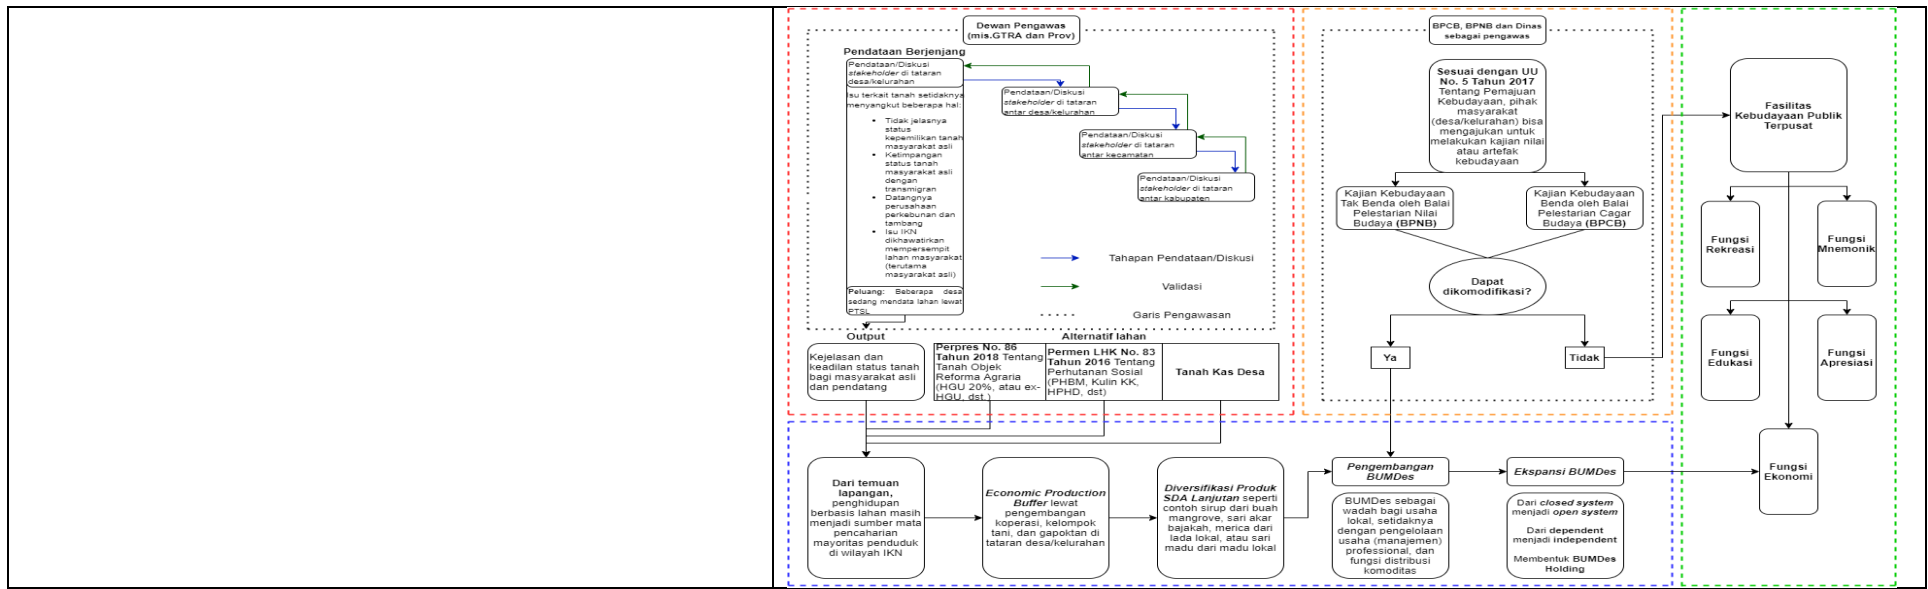 Dewan Pengawas
(mis.GTRA dan Prov)
Pendataan Berjenjang
Pendataan/Diskusi
stakeholder di tataran
desa/kelurahan
Isu terkait tanah setidaknya
menyangkut beberapa hal:
• Tidak jelasnya
status
kepemilikan tanah
masyarakat asli
• Ketimpangan
status tanah
masyarakat asli
dengan
transmigran
• Datangnya
perusahaan
perkebunan dan
tambang
• Isu IKN
dikhawatirkan
mempersempit
lahan masyarakat
(terutama
masyarakat asli)
Peluang: Beberapa desa
sedang mendata lahan lewat
PTSL
Pendataan/Diskusi
stakeholder di tataran
antar desa/kelurahan
Pendataan/Diskusi
stakeholder di tataran
antar kecamatan
Pendataan/Diskusi
stakeholder di tataran
antar kabupaten
Tahapan Pendataan/Diskusi
Validasi
Garis Pengawasan
Output
Kejelasan dan
keadilan status tanah
bagi masyarakat asli
dan pendatang
Alternatif lahan
Perpres No. 86
Tahun 2018 Tentang
Tanah Objek
Reforma Agraria
(HGU 20%, atau ex-
HGU, dst.)
Permen LHK No. 83
Tahun 2016 Tentang
Perhutanan Sosial
(PHBM, Kulin KK,
HPHD, dst)
Tanah Kas Desa
BPCB, BPNB dan Dinas
sebagai pengawas
Sesuai dengan UU
No. 5 Tahun 2017
Tentang Pemajuan
Kebudayaan, pihak
masyarakat
(desa/kelurahan) bisa
mengajukan untuk
melakukan kajian nilai
atau artefak
kebudayaan
Kajian Kebudayaan
Tak Benda oleh Balai
Pelestarian Nilai
Budaya (BPNB)
Kajian Kebudayaan
Benda oleh Balai
Pelestarian Cagar
Budaya (BPCB)
Dapat
dikomodifikasi?
Ya
Tidak
Fasilitas
Kebudayaan Publik
Terpusat
Fungsi
Rekreasi
Fungsi
Mnemonik
Fungsi
Edukasi
Fungsi
Apresiasi
Fungsi
Ekonomi
Dari temuan
lapangan,
penghidupan
berbasis lahan masih
menjadi sumber mata
pencaharian
mayoritas penduduk
di wilayah IKN
Economic Production
Buffer lewat
pengembangan
koperasi, kelompok
tani, dan gapoktan di
tataran desa/kelurahan
Diversifikasi Produk
SDA Lanjutan seperti
contoh sirup dari buah
mangrove, sari akar
bajakah, merica dari
lada lokal, atau sari
madu dari madu lokal
Pengembangan
BUMDes
BUMDes sebagai
wadah bagi usaha
lokal, setidaknya
dengan pengelolaan
usaha (manajemen)
professional, dan
fungsi distribusi
komoditas
Ekspansi BUMDes
Dari closed system
menjadi open system
Dari dependent
menjadi independent
Membentuk BUMDes
Holding